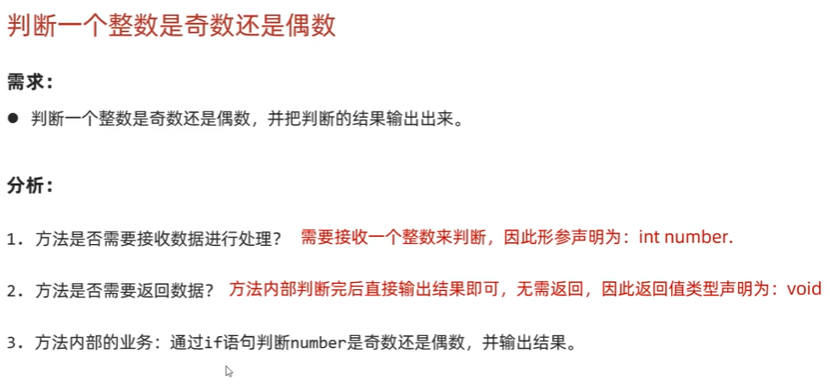 判断一个整数是奇数还是偶数
需求：
● 判断一个整数是奇数还是偶数，并把判断的结果输出出来。
分析：
1. 方法是否需要接收数据进行处理？ 需要接收一个整数来判断，因此形参声明为：int number.
2. 方法是否需要返回数据？ 方法内部判断完后直接输出结果即可，无需返回，因此返回值类型声明为：void
3. 方法内部的业务：通过if语句判断number是奇数还是偶数，并输出结果。